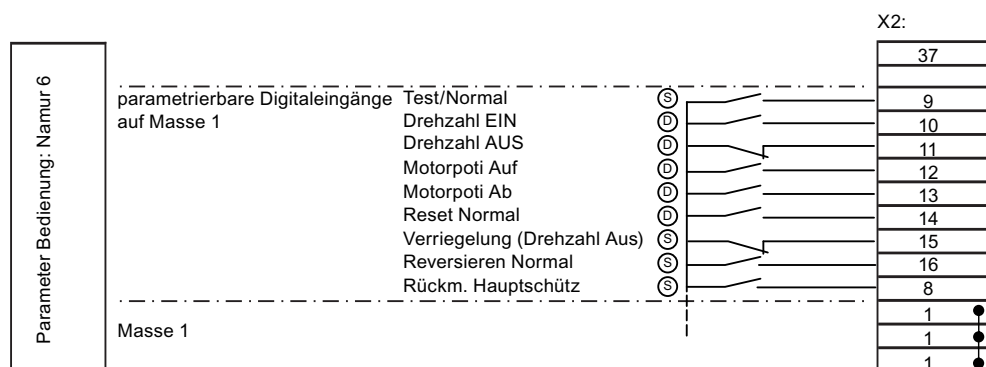 X2:
37
Parameter Bedienung: Namur 6
parametrierbare Digitaleingänge Test/Normal S 9
auf Masse 1 Drehzahl EIN D 10
Drehzahl AUS D 11
Motorpoti Auf D 12
Motorpoti Ab D 13
Reset Normal D 14
Verriegelung (Drehzahl Aus) S 15
Reversieren Normal S 16
Rückm. Hauptschütz S 8
1
Masse 1 1
1